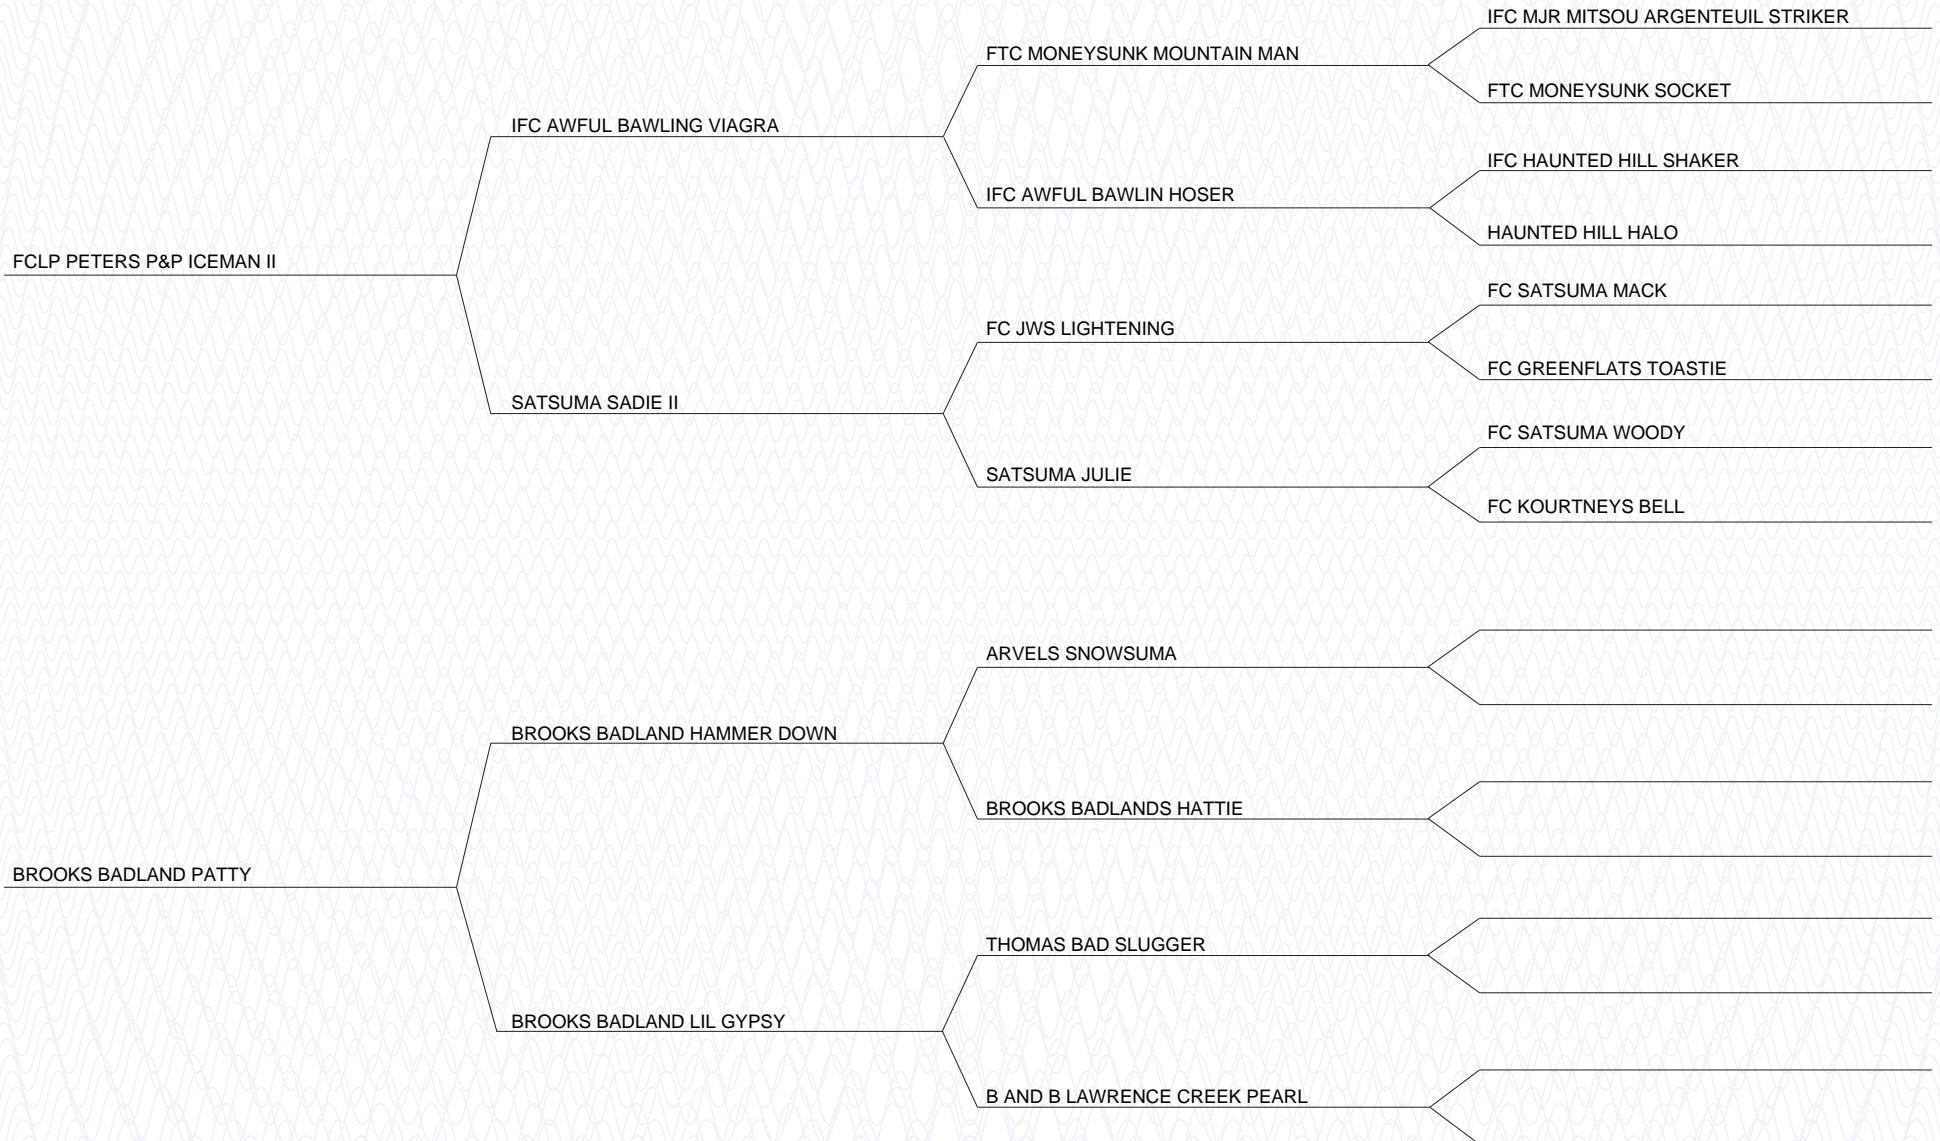 IFC MJR MITSOU ARGENTEUIL STRIKER
FTC MONEYSUNK MOUNTAIN MAN
FTC MONEYSUNK SOCKET
IFC AWFUL BAWLING VIAGRA
IFC HAUNTED HILL SHAKER
IFC AWFUL BAWLIN HOSER
HAUNTED HILL HALO
FCLP PETERS P&P ICEMAN II
FC SATSUMA MACK
FC JWS LIGHTENING
FC GREENFLATS TOASTIE
SATSUMA SADIE II
FC SATSUMA WOODY
SATSUMA JULIE
FC KOURTNEYS BELL
ARVELS SNOWSUMA
BROOKS BADLAND HAMMER DOWN
BROOKS BADLANDS HATTIE
BROOKS BADLAND PATTY
THOMAS BAD SLUGGER
BROOKS BADLAND LIL GYPSY
B AND B LAWRENCE CREEK PEARL